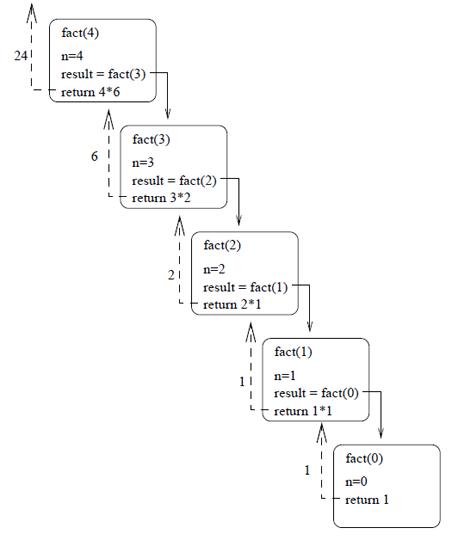 fact(4)
24
n=4
result = fact(3)
return 4*6
fact(3)
6
n=3
result = fact(2)
return 3*2
fact(2)
2
n=2
result = fact(1)
return 2*1
fact(1)
1
n=1
result = fact(0)
return 1*1
fact(0)
1
n=0
return 1